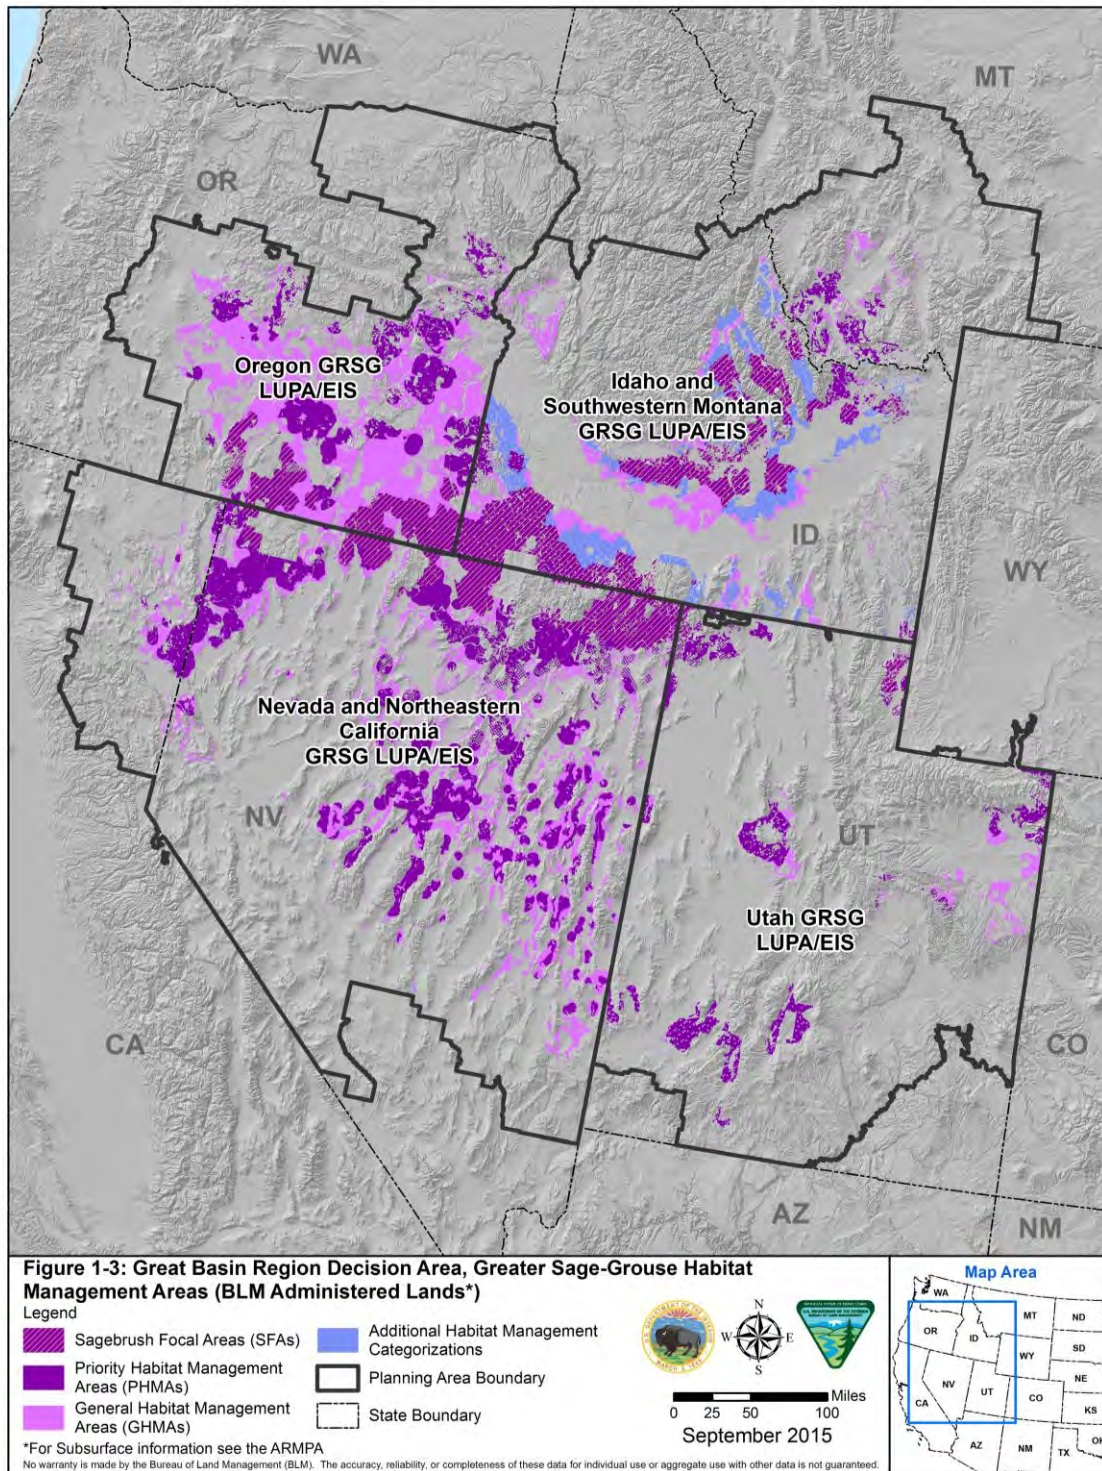 WA
MT
OR
Oregon GRSG
LUPA/EIS
Idaho and
Southwestern Montana
GRSG LUPA/EIS
ID
WY
Nevada and Northeastern
California
GRSG LUPA/EIS
NV
UT
Utah GRSG
LUPA/EIS
CA
CO
AZ
NM
Figure 1-3: Great Basin Region Decision Area, Greater Sage-Grouse Habitat
Management Areas (BLM Administered Lands*)
Legend
Sagebrush Focal Areas (SFAs)
Priority Habitat Management
Areas (PHMAs)
General Habitat Management
Areas (GHMAs)
Additional Habitat Management
Categorizations
Planning Area Boundary
State Boundary
*For Subsurface information see the ARMPA
No warranty is made by the Bureau of Land Management (BLM). The accuracy, reliability, or completeness of these data for individual use or aggregate use with other data is not guaranteed.
N
W
E
S
Miles
0 25 50 100
September 2015
Map Area
WA
MT
ND
OR
ID
SD
WY
NE
NV
UT
CO
CA
KS
AZ
NM
TX